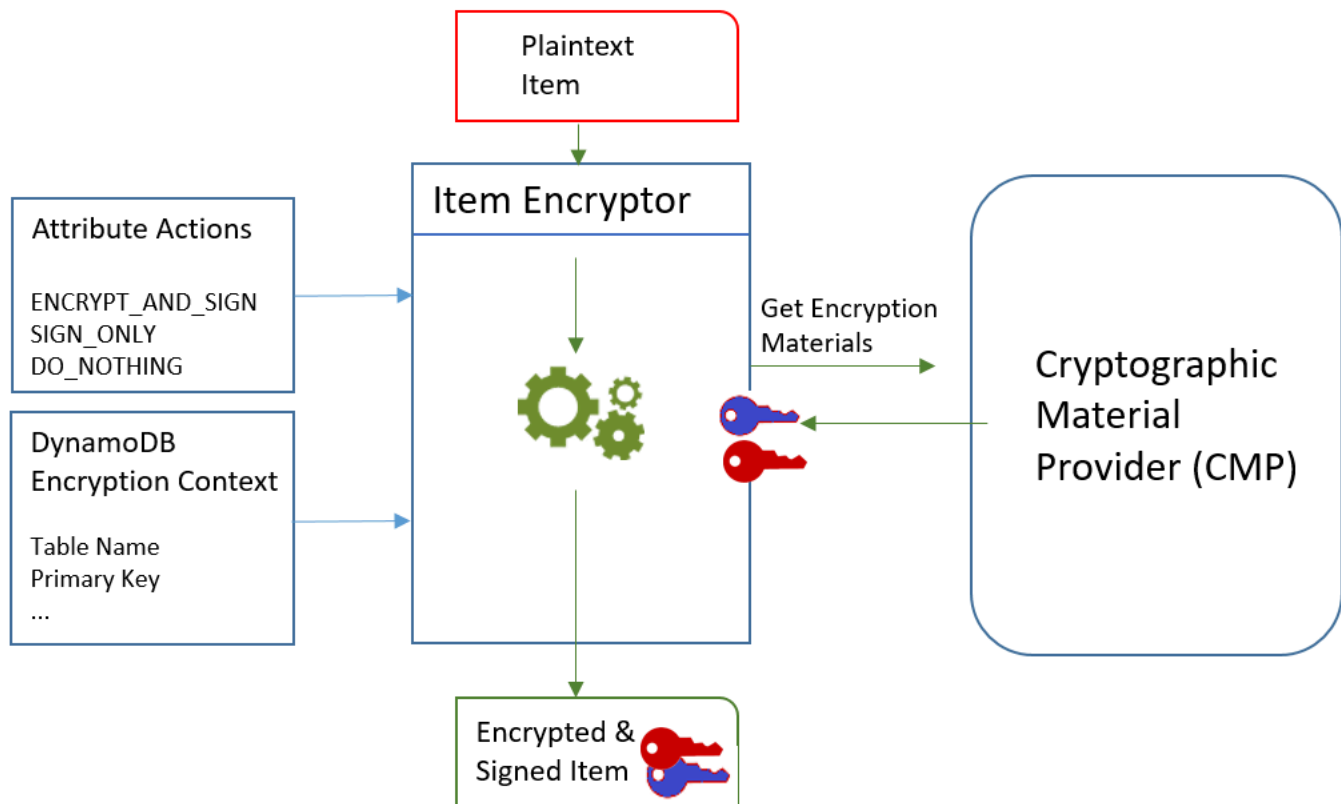 Plaintext
Item
Item Encryptor
Attribute Actions
ENCRYPT_AND_SIGN
SIGN_ONLY
DO_NOTHING
DynamoDB
Encryption Context
Table Name
Primary Key
...
Get Encryption
Materials
Cryptographic
Material
Provider (CMP)
Encrypted &
Signed Item